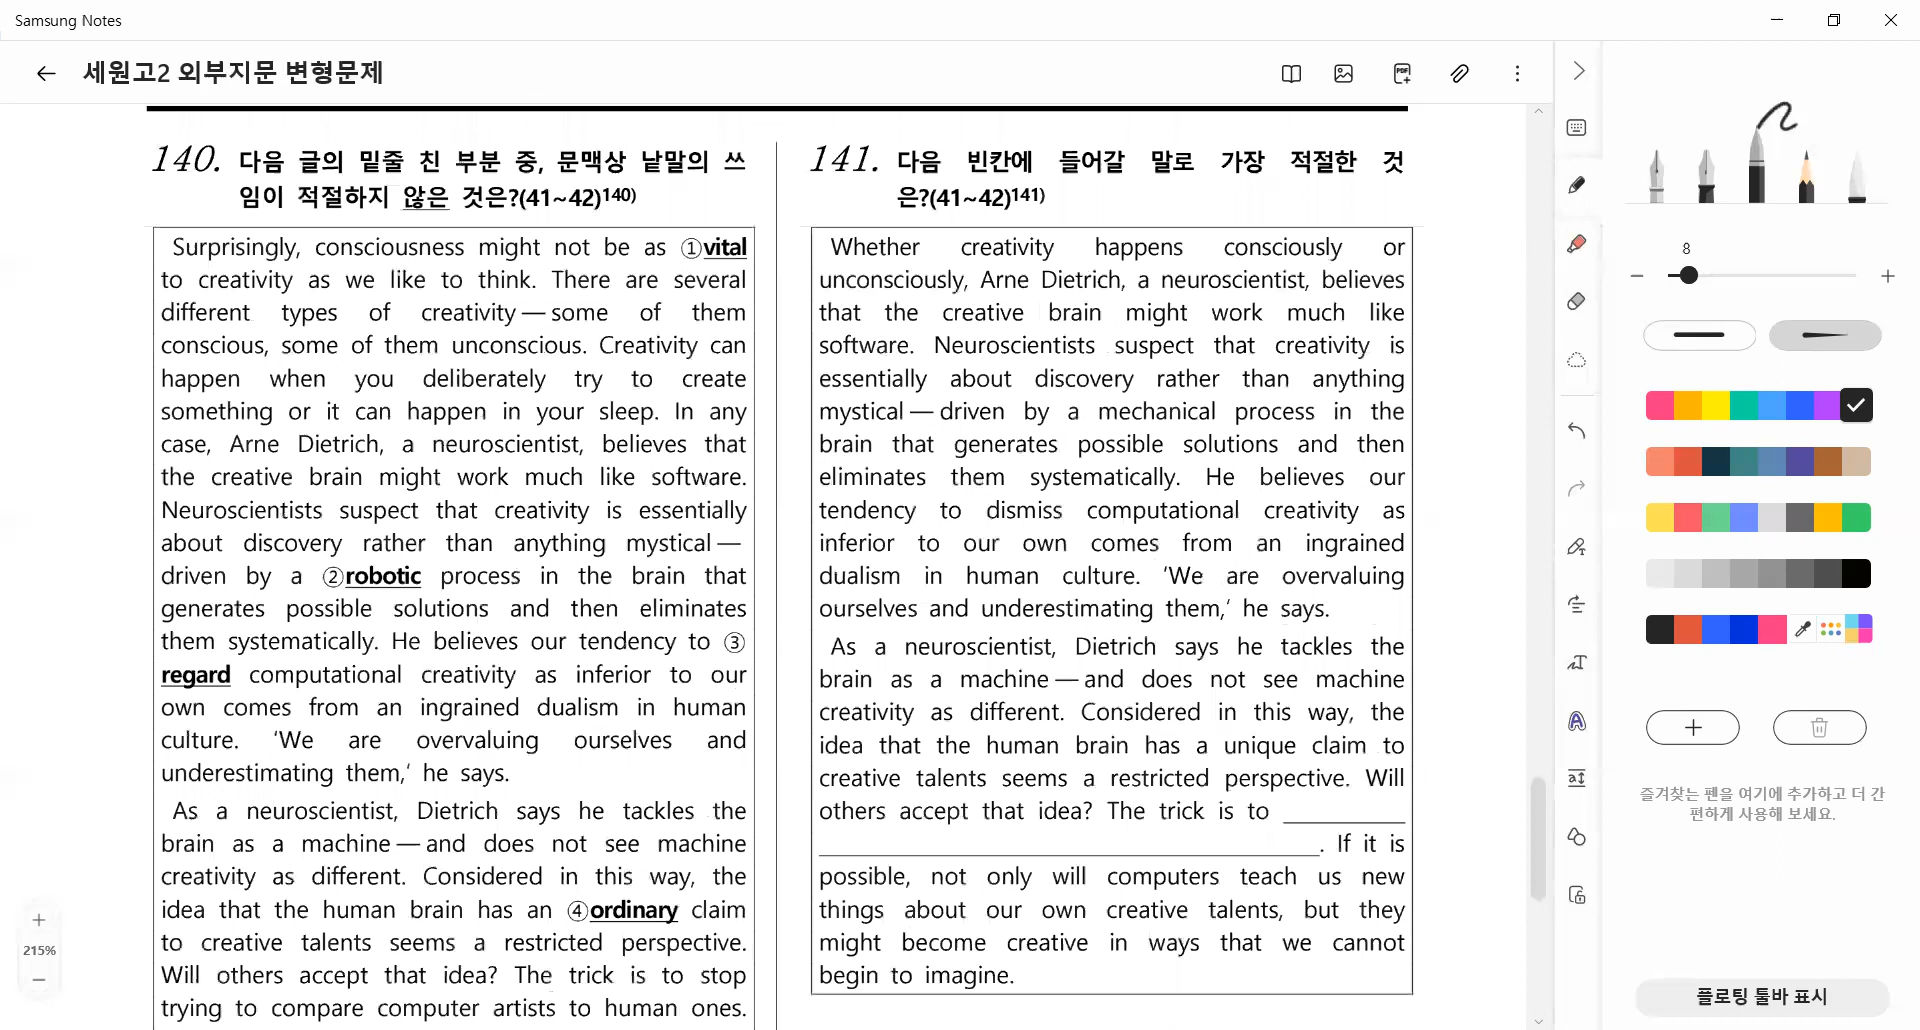 Samsung Notes
세원고2 외부지문 변형문제
140. 다음 글의 밑줄 친 부분 중, 문맥상 낱말의 쓰
임이 적절하지 않은 것은?(41~42)140)
Surprisingly, consciousness might not be as ①vital
to creativity as we like to think. There are several
different types of creativity — some of them
conscious, some of them unconscious. Creativity can
happen when you deliberately try to create
something or it can happen in your sleep. In any
case, Arne Dietrich, a neuroscientist, believes that
the creative brain might work much like software.
Neuroscientists suspect that creativity is essentially
about discovery rather than anything mystical —
driven by a ②robotic process in the brain that
generates possible solutions and then eliminates
them systematically. He believes our tendency to ③
regard computational creativity as inferior to our
own comes from an ingrained dualism in human
culture. ‘We are overvaluing ourselves and
underestimating them,’ he says.
As a neuroscientist, Dietrich says he tackles the
brain as a machine — and does not see machine
creativity as different. Considered in this way, the
idea that the human brain has an ④ordinary claim
to creative talents seems a restricted perspective.
Will others accept that idea? The trick is to stop
trying to compare computer artists to human ones.
141. 다음 빈칸에 들어갈 말로 가장 적절한 것
은?(41~42)141)
Whether creativity happens consciously or
unconsciously, Arne Dietrich, a neuroscientist, believes
that the creative brain might work much like
software. Neuroscientists suspect that creativity is
essentially about discovery rather than anything
mystical — driven by a mechanical process in the
brain that generates possible solutions and then
eliminates them systematically. He believes our
tendency to dismiss computational creativity as
inferior to our own comes from an ingrained
dualism in human culture. ‘We are overvaluing
ourselves and underestimating them,’ he says.
As a neuroscientist, Dietrich says he tackles the
brain as a machine — and does not see machine
creativity as different. Considered in this way, the
idea that the human brain has a unique claim to
creative talents seems a restricted perspective. Will
others accept that idea? The trick is to __________
________________________________________. If it is
possible, not only will computers teach us new
things about our own creative talents, but they
might become creative in ways that we cannot
begin to imagine.
215%
PDF
8
즐겨찾는 펜을 여기에 추가하고 더 간
편하게 사용해 보세요.
플로팅 툴바 표시